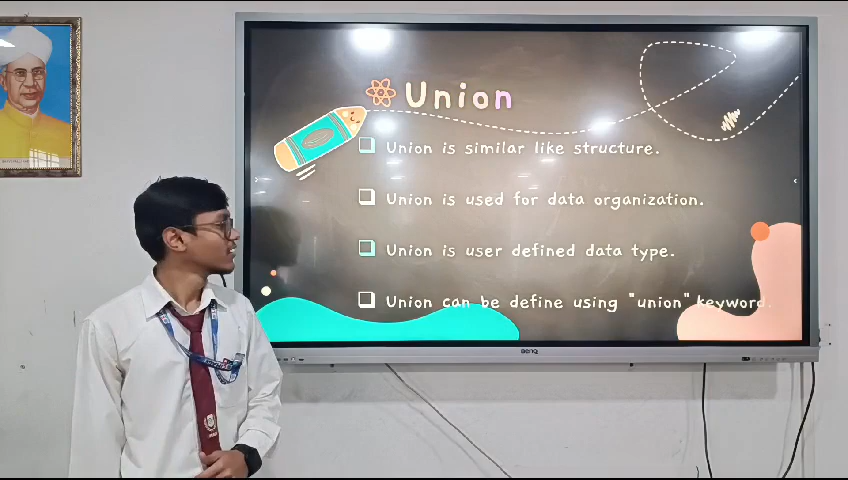 Union
Union is similar like structure.
Union is used for data organization.
Union is user defined data type.
Union can be define using "union" keyword.
BenQ